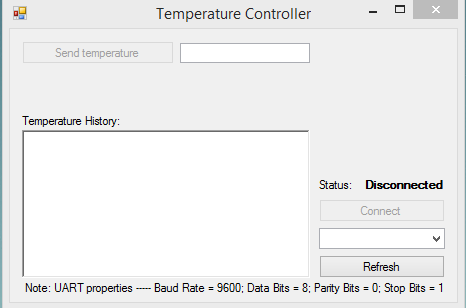 Temperature Controller
Send temperature
Temperature History:
Status: Disconnected
Connect
Refresh
Note: UART properties ----- Baud Rate = 9600; Data Bits = 8; Parity Bits = 0; Stop Bits = 1